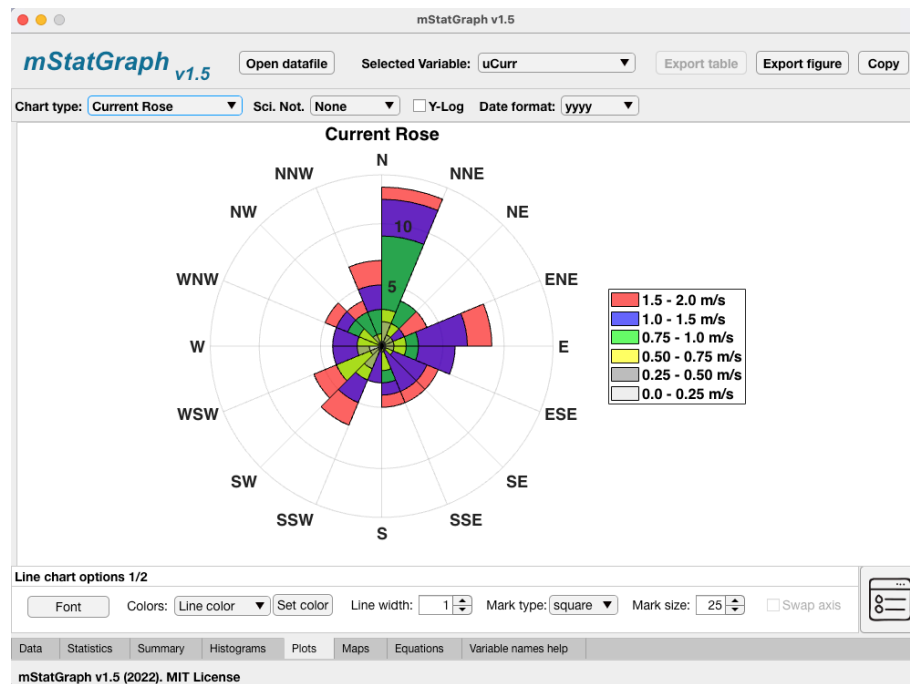 mStatGraph v1.5
mStatGraph v1.5 Open datafile Selected Variable: uCurr Export table Export figure Copy
Chart type: Current Rose Sci. Not. None Y-Log Date format: yyyy
Current Rose
N
NNW NNE
NW NE
10
WNW ENE
5
W E
WSW ESE
SW SE
SSW SSE
S
1.5 - 2.0 m/s
1.0 - 1.5 m/s
0.75 - 1.0 m/s
0.50 - 0.75 m/s
0.25 - 0.50 m/s
0.0 - 0.25 m/s
Line chart options 1/2
Font Colors: Line color Set color Line width: 1 Mark type: square Mark size: 25 Swap axis
Data Statistics Summary Histograms Plots Maps Equations Variable names help
mStatGraph v1.5 (2022). MIT License